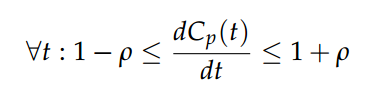 ∀t : 1 − ρ ≤ dC_p(t)/dt ≤ 1 + ρ